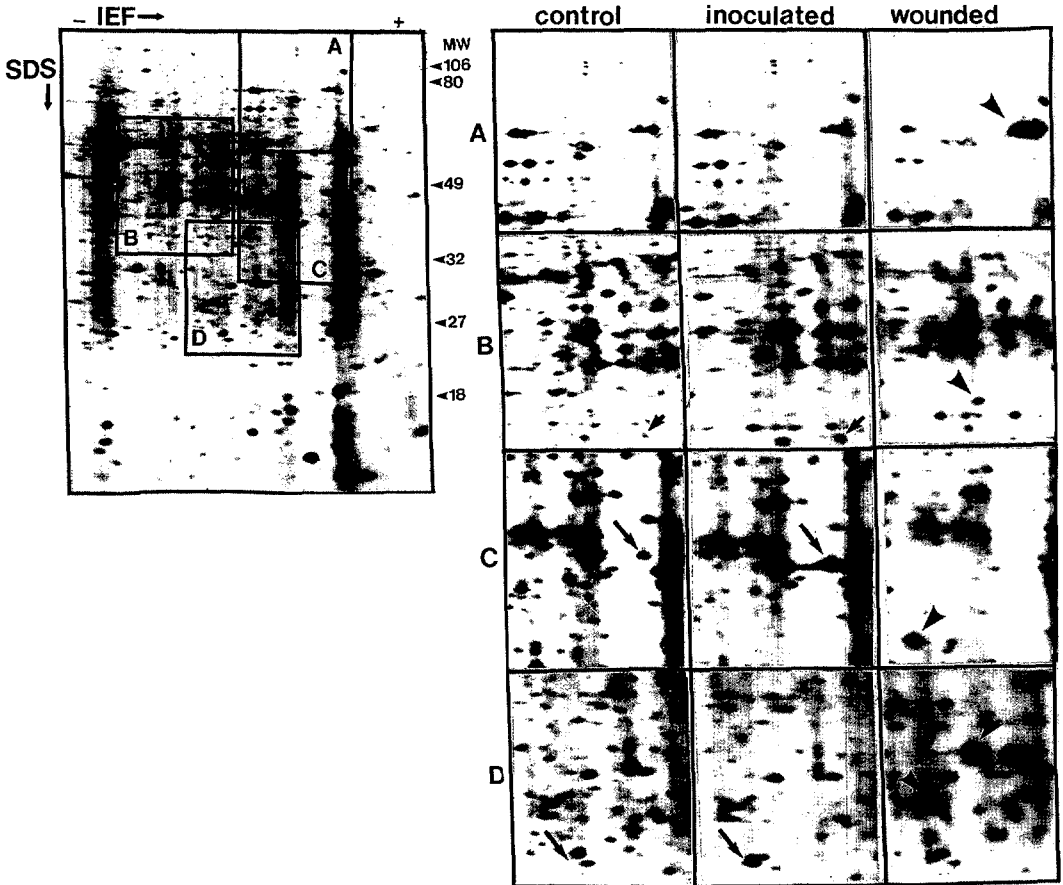 − IEF→ +
SDS↓
A
B
C
D
MW
◄106
◄80
◄49
◄32
◄27
◄18
control inoculated wounded
A
B
C
D